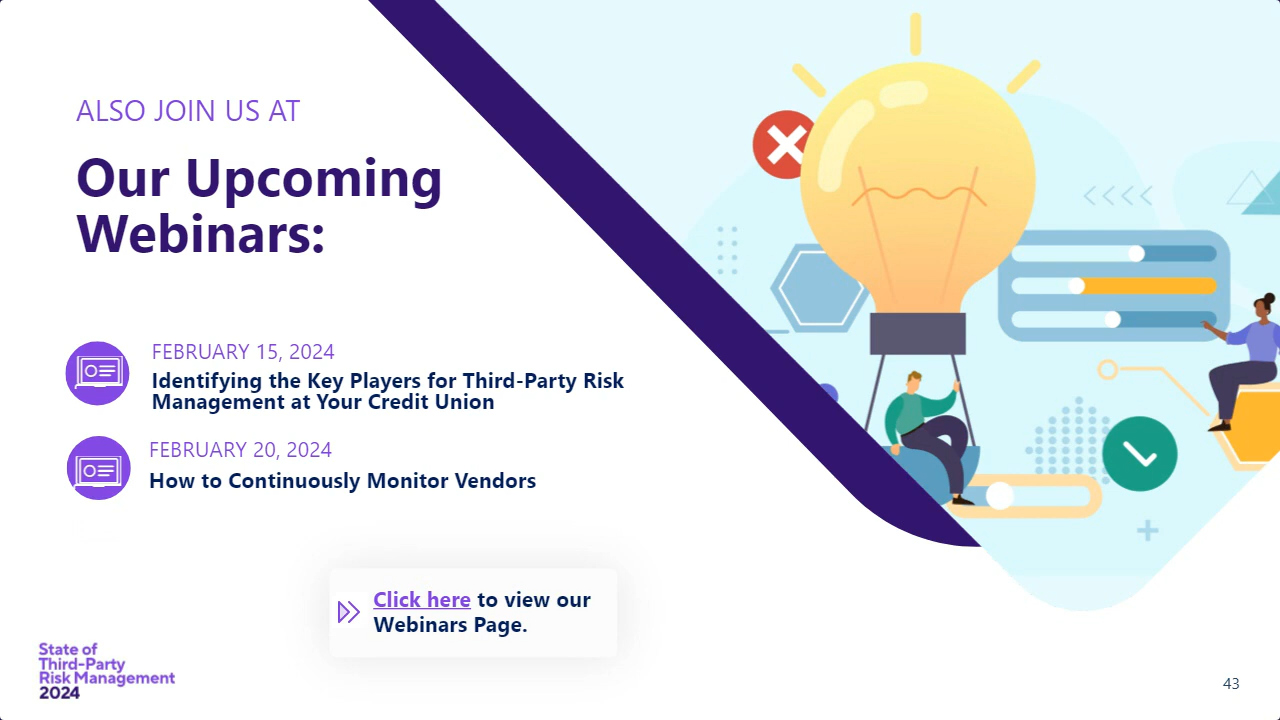 ALSO JOIN US AT
Our Upcoming
Webinars:
FEBRUARY 15, 2024
Identifying the Key Players for Third-Party Risk
Management at Your Credit Union
FEBRUARY 20, 2024
How to Continuously Monitor Vendors
Click here to view our
Webinars Page.
State of
Third-Party
Risk Management
2024
43